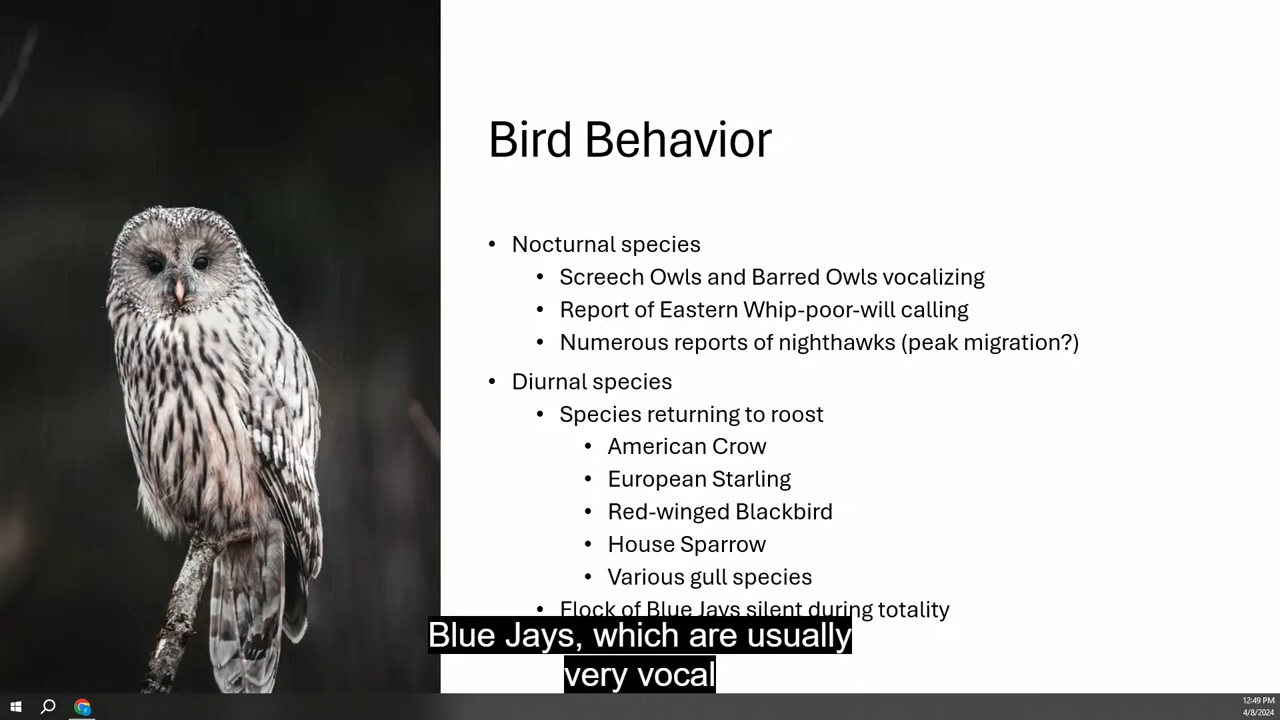 Bird Behavior
• Nocturnal species
• Screech Owls and Barred Owls vocalizing
• Report of Eastern Whip-poor-will calling
• Numerous reports of nighthawks (peak migration?)
• Diurnal species
• Species returning to roost
• American Crow
• European Starling
• Red-winged Blackbird
• House Sparrow
• Various gull species
• Flock of Blue Jays silent during totality
Blue Jays, which are usually
very vocal
12:49 PM
4/8/2024